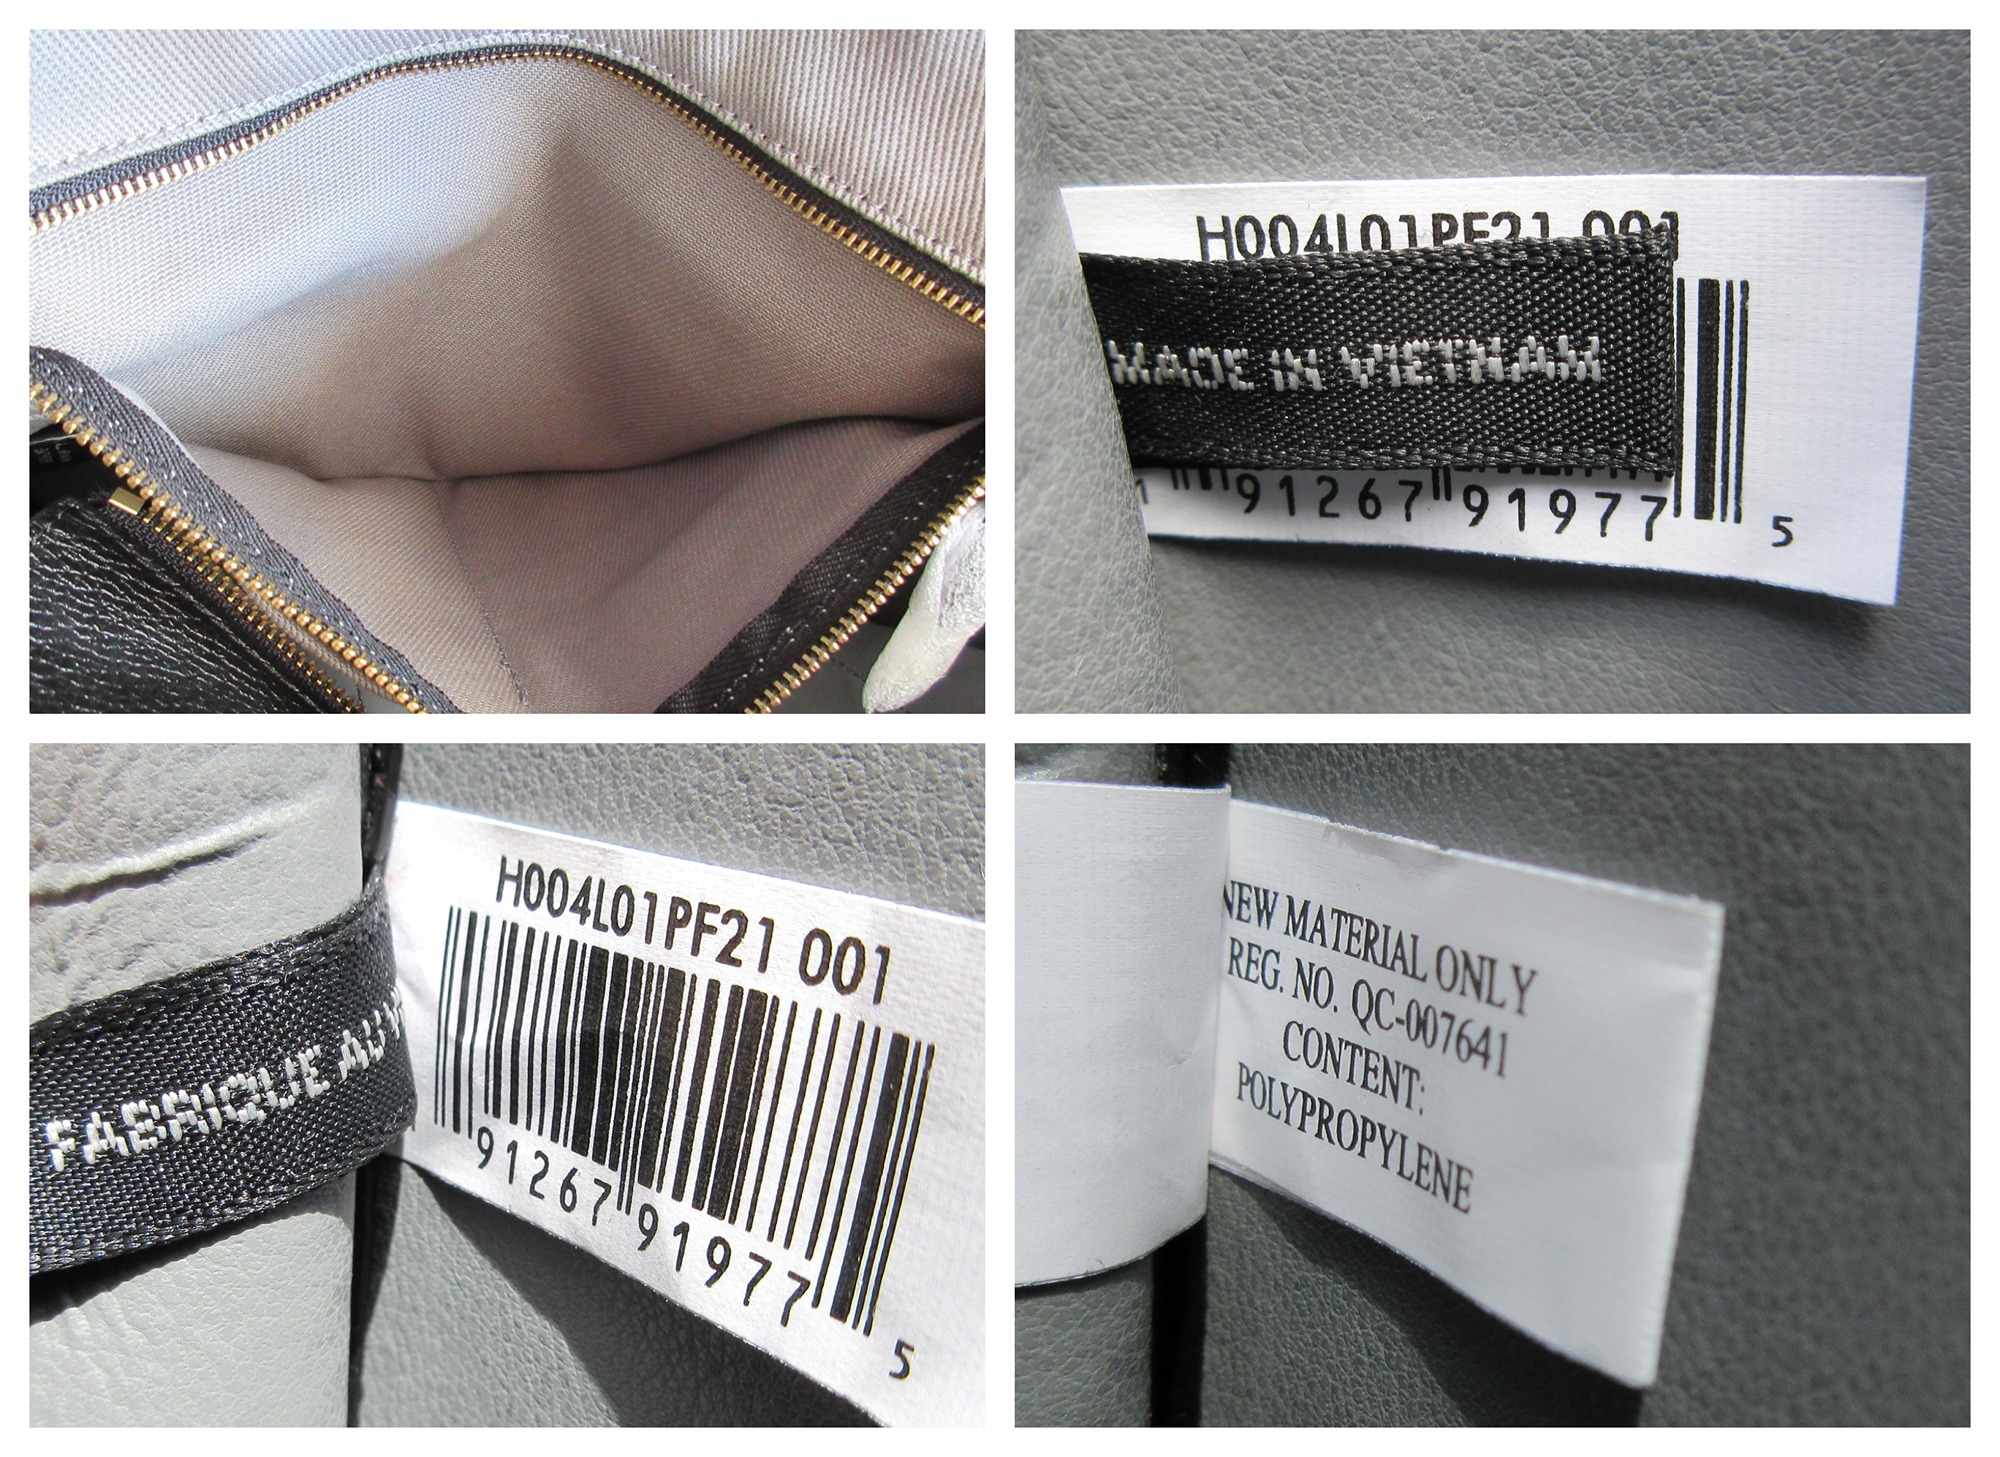 H004L01PF21 001
MADE IN VIETNAM
1 91267 91977 5
H004L01PF21 001
FABRIQUE AU
91267 91977 5
NEW MATERIAL ONLY
REG. NO. QC-007641
CONTENT:
POLYPROPYLENE